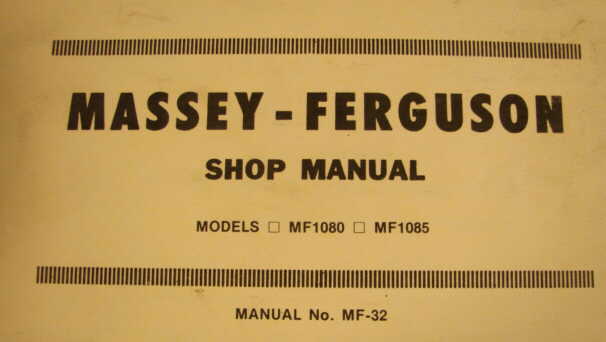 MASSEY-FERGUSON
SHOP MANUAL
MODELS □ MF1080 □ MF1085
MANUAL No. MF-32